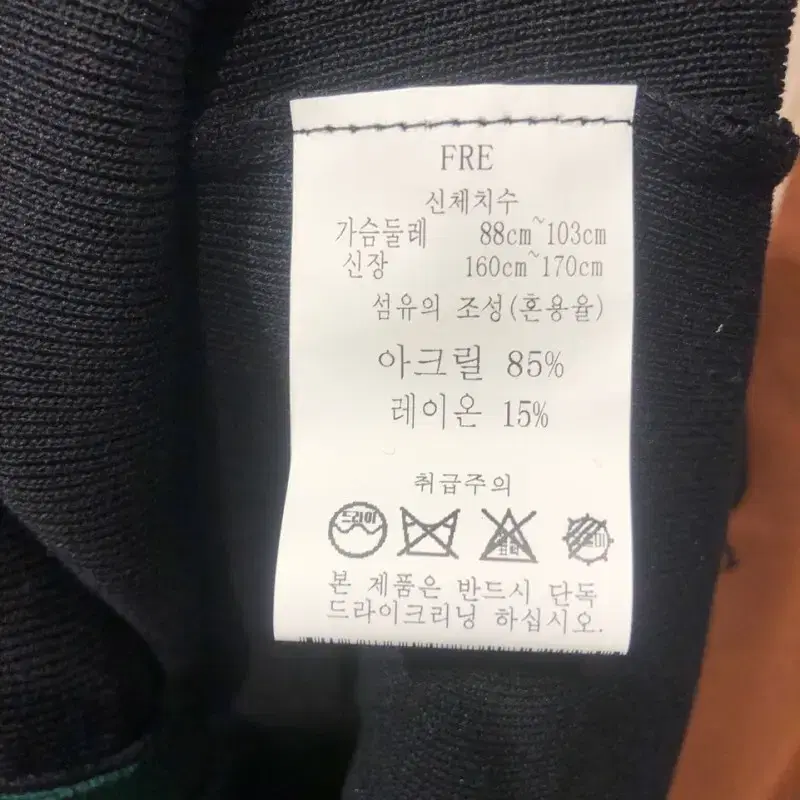 FRE
신체치수
가슴둘레 88cm~103cm
신장 160cm~170cm
섬유의 조성(혼용율)
아크릴 85%
레이온 15%
취급주의
드라이
본 제품은 반드시 단독
드라이크리닝 하십시오.